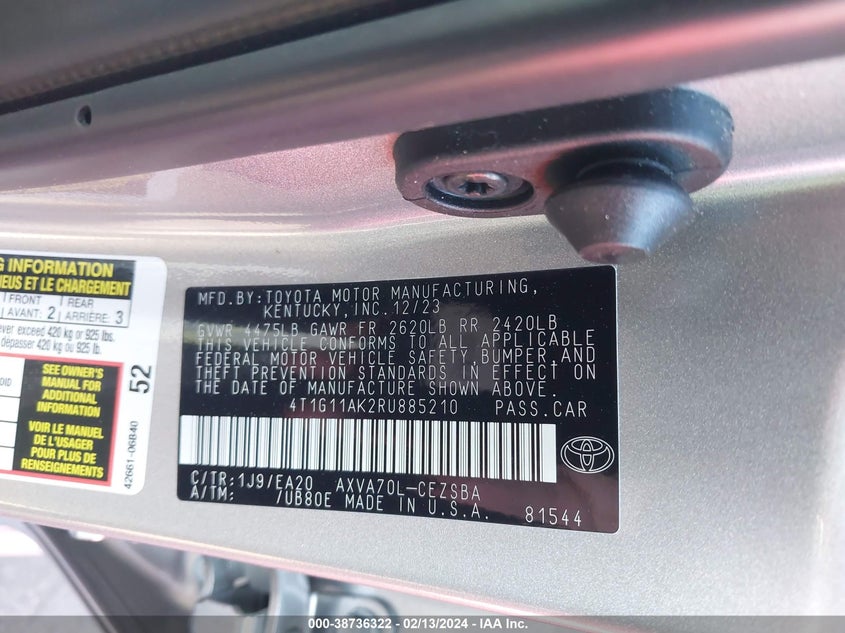 G INFORMATION
NEUS ET LE CHARGEMENT
FRONT
AVANT: 2
REAR
ARRIÈRE: 3
ever exceed 420 kg or 925 lbs.
dépasser 420 kg ou 925 lb.
SEE OWNER'S
MANUAL FOR
ADDITIONAL
INFORMATION
VOIR LE MANUEL
DE L'USAGER
POUR PLUS DE
RENSEIGNEMENTS
52
42661-06B40
MFD.BY:TOYOTA MOTOR MANUFACTURING,
KENTUCKY,INC.12/23
GVWR 4475LB GAWR FR 2620LB RR 2420LB
THIS VEHICLE CONFORMS TO ALL APPLICABLE
FEDERAL MOTOR VEHICLE SAFETY,BUMPER,AND
THEFT PREVENTION STANDARDS IN EFFECT ON
THE DATE OF MANUFACTURE SHOWN ABOVE.
4T1G11AK2RU885210 PASS.CAR
C/TR:1J9/EA20 AXVA70L-CEZSBA
A/TM: 7UB80E MADE IN U.S.A. 81544
000-38736322 - 02/13/2024 - IAA Inc.